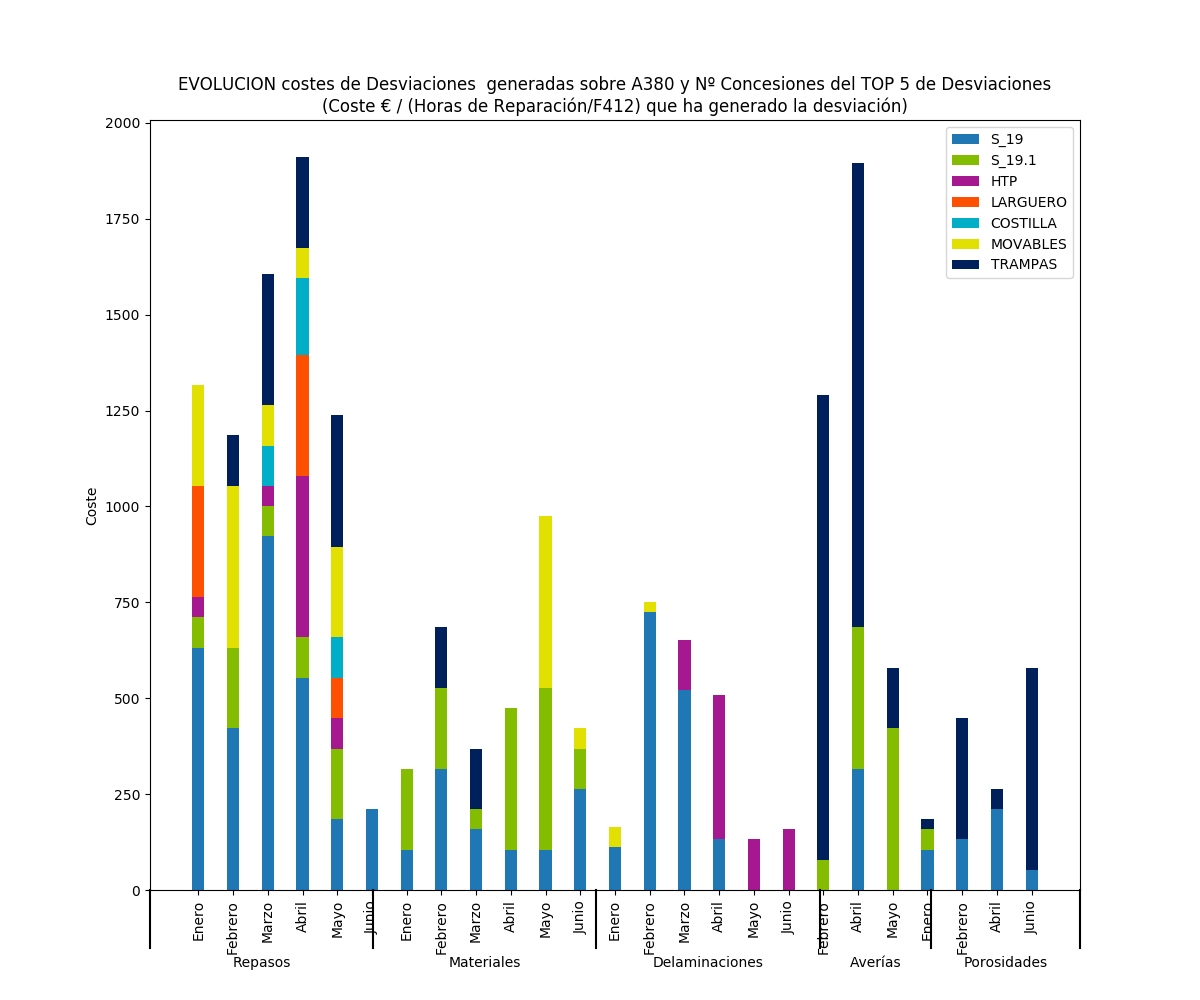 EVOLUCION costes de Desviaciones  generadas sobre A380 y Nº Concesiones del TOP 5 de Desviaciones
(Coste € / (Horas de Reparación/F412) que ha generado la desviación)
S_19
S_19.1
HTP
LARGUERO
COSTILLA
MOVABLES
TRAMPAS
Coste
2000
1750
1500
1250
1000
750
500
250
0
Enero Febrero Marzo Abril Mayo Junio Enero Febrero Marzo Abril Mayo Junio Enero Febrero Marzo Abril Mayo Junio Febrero Abril Mayo Enero Febrero Abril Junio
Repasos Materiales Delaminaciones Averías Porosidades